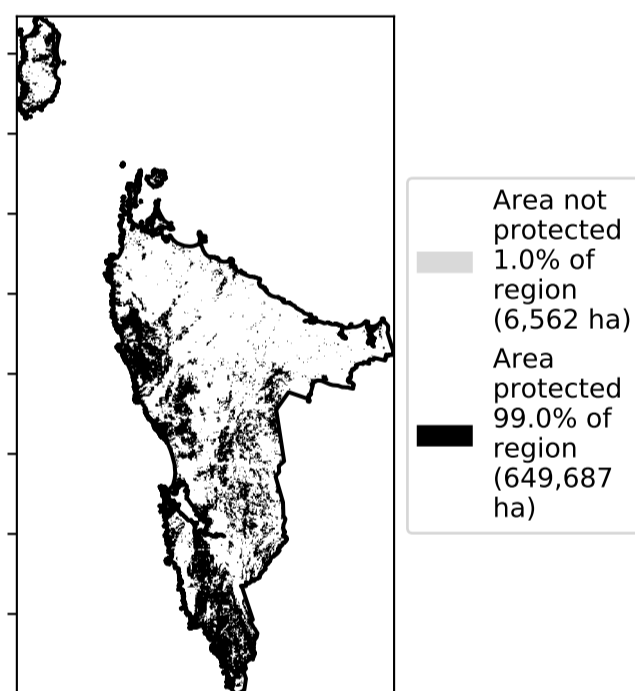 Area not
protected
1.0% of
region
(6,562 ha)
Area
protected
99.0% of
region
(649,687
ha)